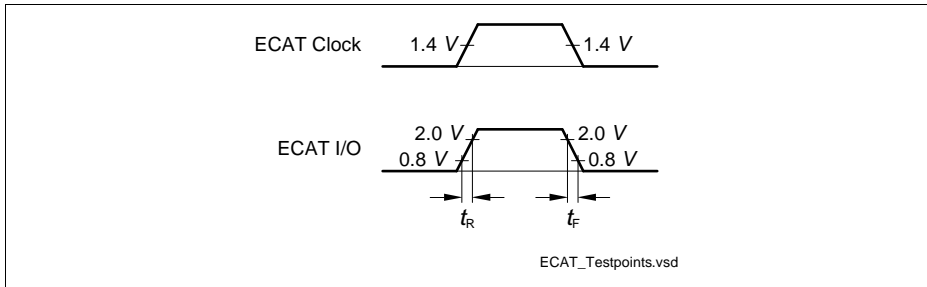 ECAT Clock 1.4 V 1.4 V
ECAT I/O 2.0 V 2.0 V
0.8 V 0.8 V
tR tF
ECAT_Testpoints.vsd